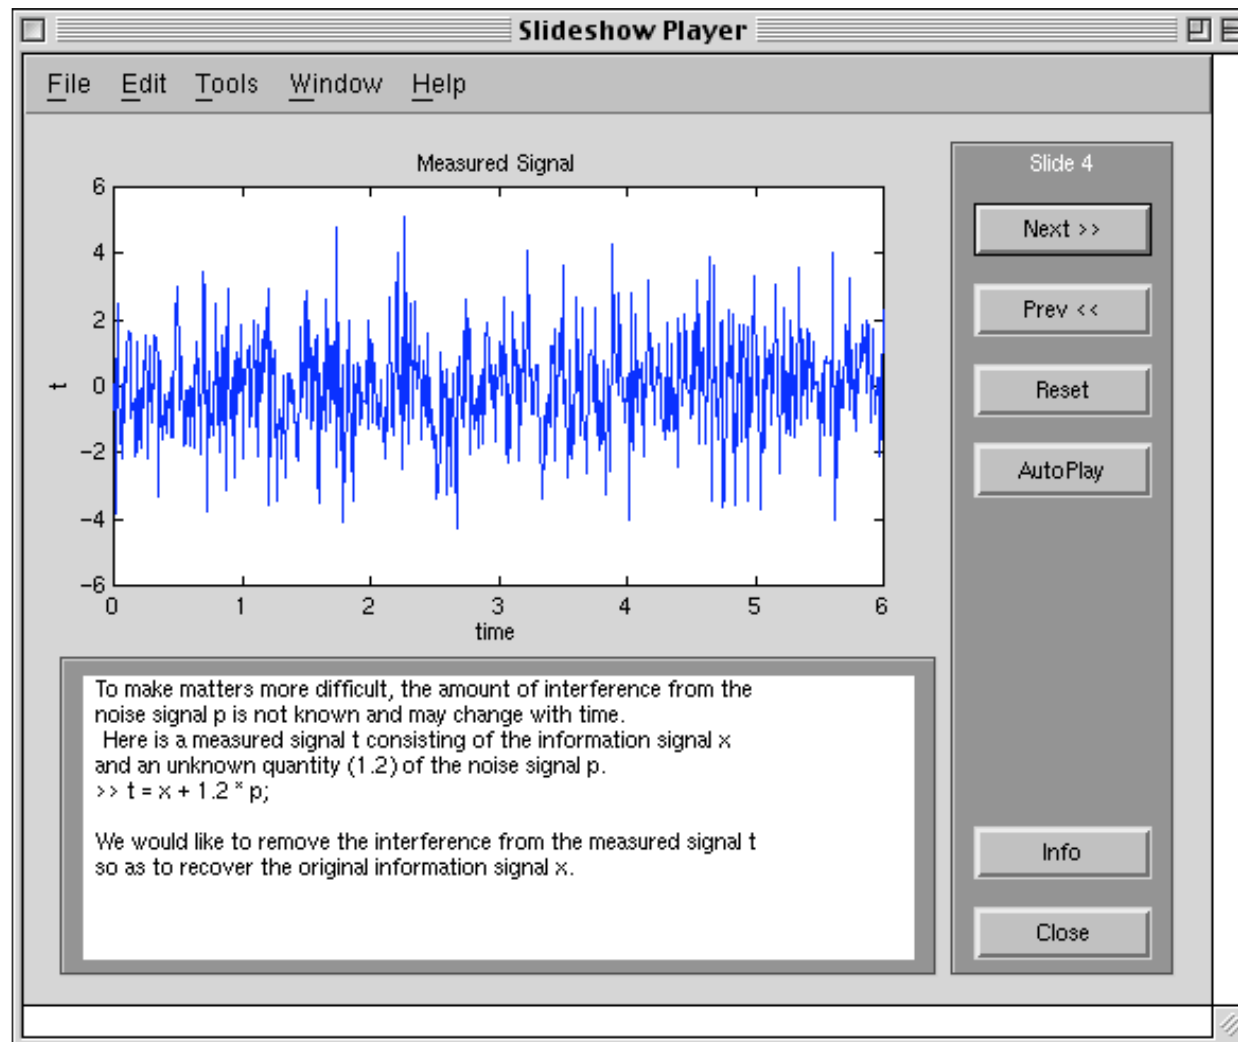 Slideshow Player
File Edit Tools Window Help
Measured Signal
6
4
2
0
−2
−4
−6
t
0 1 2 3 4 5 6
time
Slide 4
Next >>
Prev <<
Reset
AutoPlay
Info
Close
To make matters more difficult, the amount of interference from the
noise signal p is not known and may change with time.
Here is a measured signal t consisting of the information signal x
and an unknown quantity (1.2) of the noise signal p.
>> t = x + 1.2 * p;
We would like to remove the interference from the measured signal t
so as to recover the original information signal x.